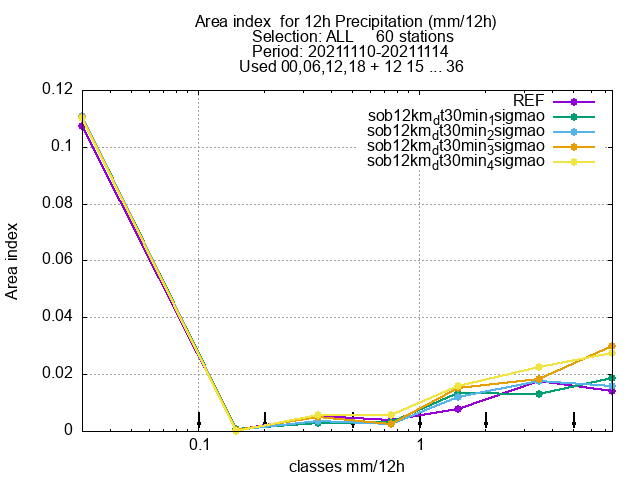 Area index  for 12h Precipitation (mm/12h)
Selection: ALL     60 stations
Period: 20211110-20211114
Used 00,06,12,18 + 12 15 ... 36
REF
sob12km_dt30min_1sigmao
sob12km_dt30min_2sigmao
sob12km_dt30min_3sigmao
sob12km_dt30min_4sigmao
0.12
0.1
0.08
0.06
0.04
0.02
0
Area index
0.1
1
classes mm/12h